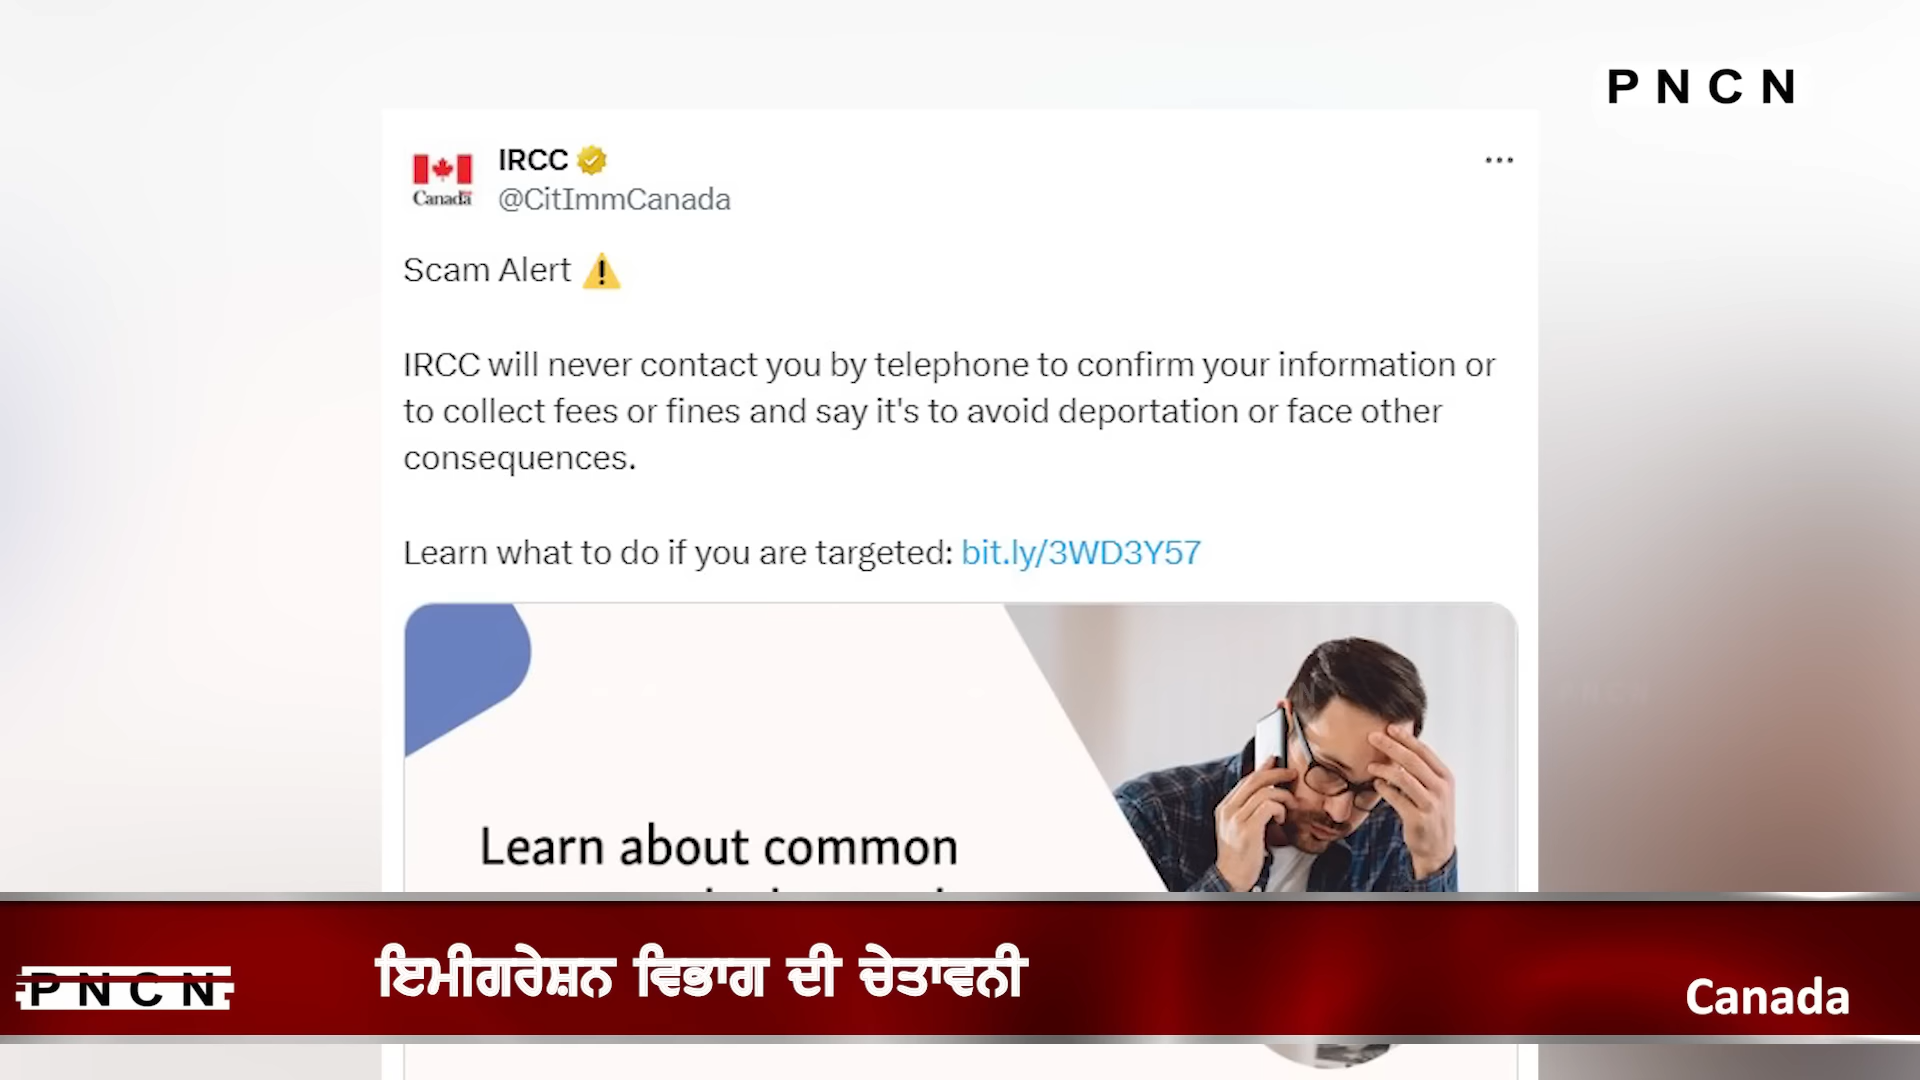 PNCN
IRCC
@CitImmCanada
Canada
Scam Alert ⚠️
IRCC will never contact you by telephone to confirm your information or
to collect fees or fines and say it's to avoid deportation or face other
consequences.
Learn what to do if you are targeted: bit.ly/3WD3Y57
Learn about common
PNCN
ਇਮੀਗਰੇਸ਼ਨ ਵਿਭਾਗ ਦੀ ਚੇਤਾਵਨੀ
Canada